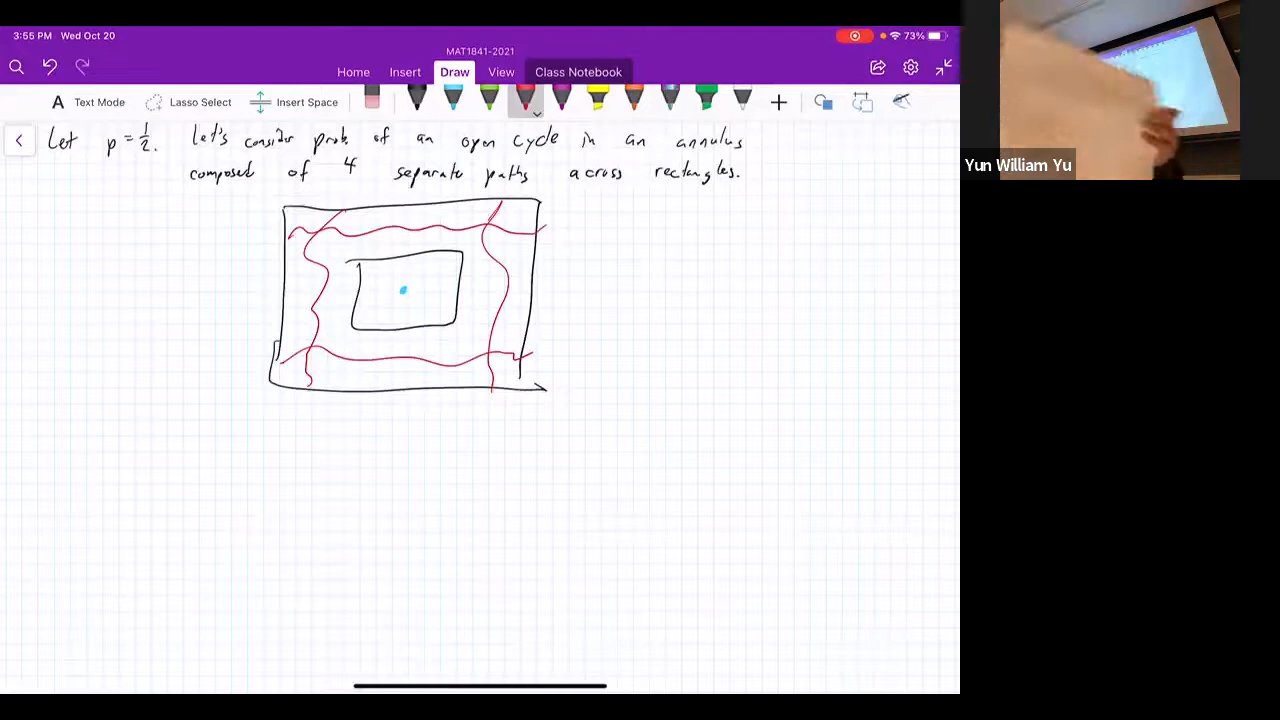 3:55 PM Wed Oct 20
73%
MAT1841-2021
Home Insert Draw View Class Notebook
A Text Mode Lasso Select Insert Space
Let p = 1/2. Let's consider prob. of an open cycle in an annulus
composed of 4 separate paths across rectangles.
Yun William Yu